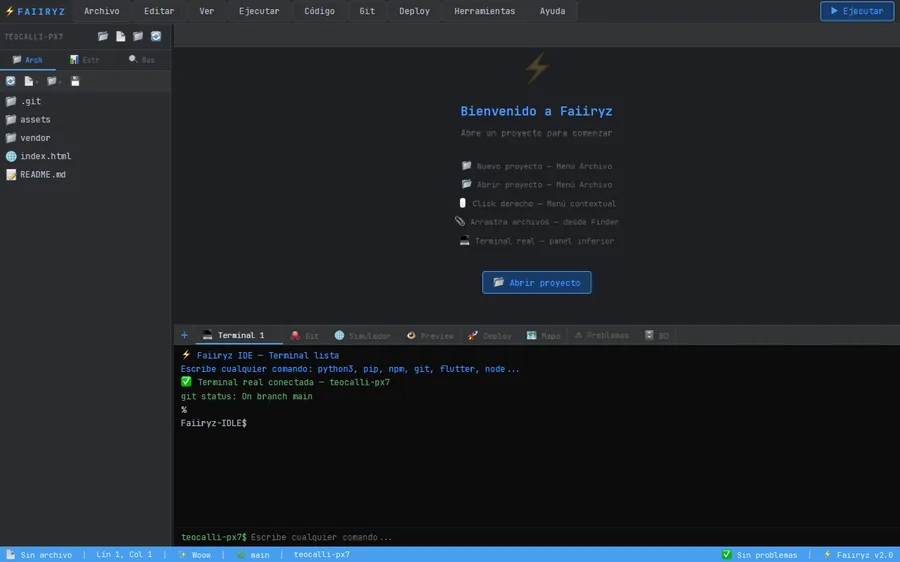 FAIIRYZ Archivo Editar Ver Ejecutar Código Git Deploy Herramientas Ayuda ▶ Ejecutar
TEOCALLI-PX7
Arch Estr Bus
.git
assets
vendor
index.html
README.md
Bienvenido a Faiiryz
Abre un proyecto para comenzar
Nuevo proyecto — Menú Archivo
Abrir proyecto — Menú Archivo
Click derecho — Menú contextual
Arrastra archivos — desde Finder
Terminal real — panel inferior
Abrir proyecto
+ Terminal 1 Git Simulador Preview Deploy Mapa Problemas BD
Faiiryz IDE — Terminal lista
Escribe cualquier comando: python3, pip, npm, git, flutter, node...
Terminal real conectada — teocalli-px7
git status: On branch main
%
Faiiryz-IDLE$
teocalli-px7$ Escribe cualquier comando...
Sin archivo | Lin 1, Col 1 | Woow | main | teocalli-px7 Sin problemas | Faiiryz v2.0